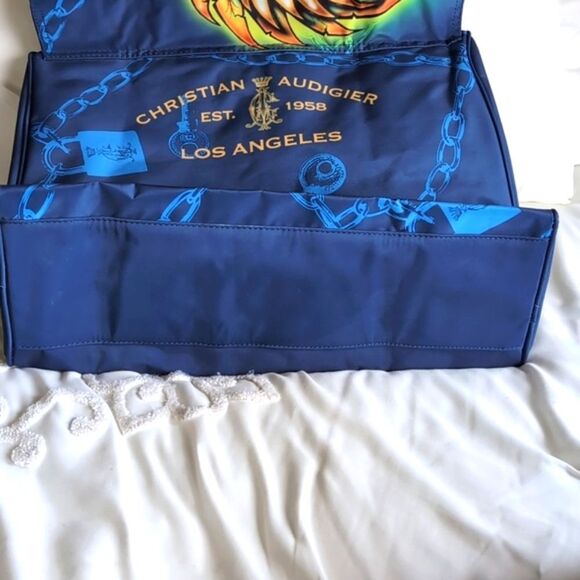 CHRISTIAN AUDIGIER
EST. 1958
LOS ANGELES